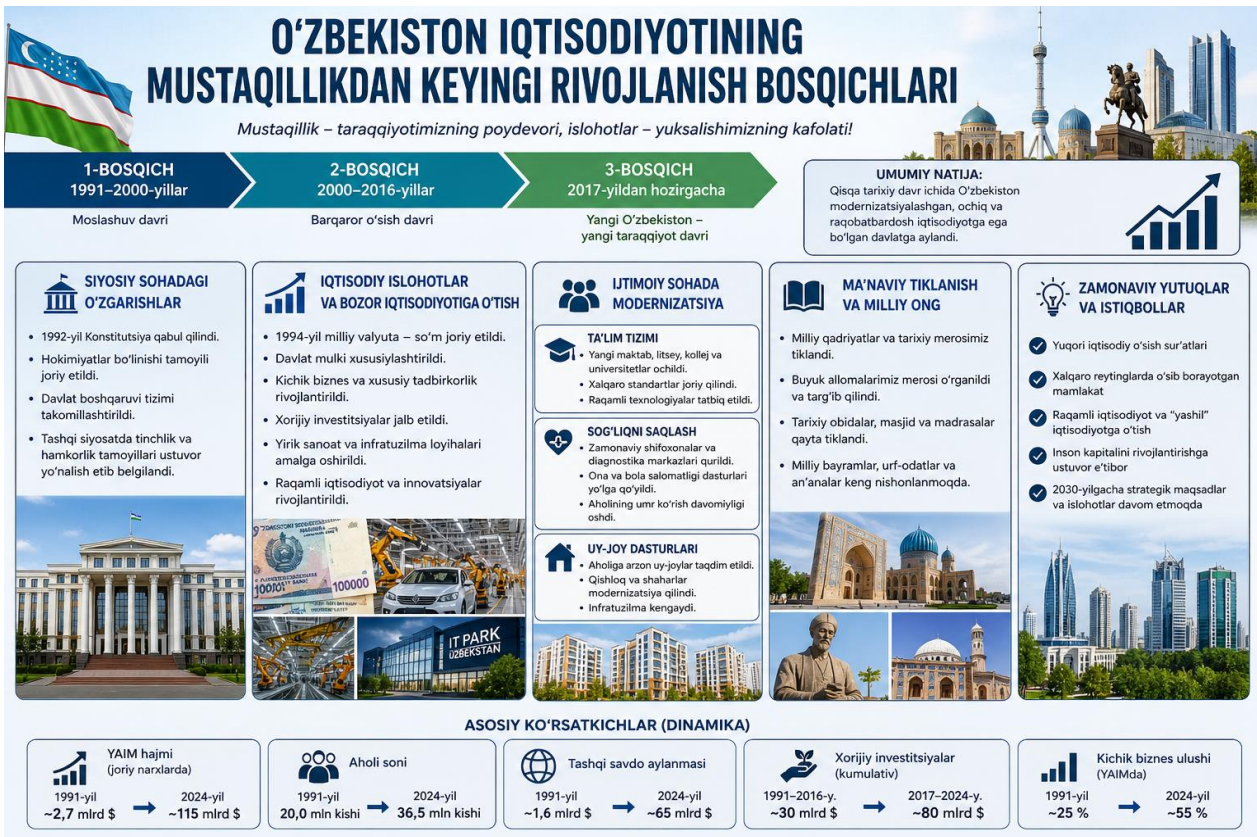 O‘ZBEKISTON IQTISODIYOTINING
MUSTAQILLIKDAN KEYINGI RIVOJLANISH BOSQICHLARI
Mustaqillik – taraqqiyotimizning poydevori, islohotlar – yuksalishimizning kafolati!
1-BOSQICH
1991–2000-yillar
Moslashuv davri
2-BOSQICH
2000–2016-yillar
Barqaror o‘sish davri
3-BOSQICH
2017-yildan hozirgacha
Yangi O‘zbekiston –
yangi taraqqiyot davri
UMUMIY NATIJA:
Qisqa tarixiy davr ichida O‘zbekiston
modernizatsiyalashgan, ochiq va
raqobatbardosh iqtisodiyotga ega
bo‘lgan davlatga aylandi.
SIYOSIY SOHADAGI
O‘ZGARISHLAR
• 1992-yil Konstitutsiya qabul qilindi.
• Hokimiyatlar bo‘linishi tamoyili
joriy etildi.
• Davlat boshqaruvi tizimi
takomillashtirildi.
• Tashqi siyosatda tinchlik va
hamkorlik tamoyillari ustuvor
yo‘nalish etib belgilandi.
IQTISODIY ISLOHOTLAR
VA BOZOR IQTISODIYOTIGA O‘TISH
• 1994-yil milliy valyuta – so‘m joriy etildi.
• Davlat mulki xususiylashtirildi.
• Kichik biznes va xususiy tadbirkorlik
rivojlantirildi.
• Xorijiy investitsiyalar jalb etildi.
• Yirik sanoat va infratuzilma loyihalari
amalga oshirildi.
• Raqamli iqtisodiyot va innovatsiyalar
rivojlantirildi.
100000
IT PARK
UZBEKSTAN
IJTIMOIY SOHADA
MODERNIZATSIYA
TA’LIM TIZIMI
• Yangi maktab, litsey, kollej va
universitetlar ochildi.
• Xalqaro standartlar joriy qilindi.
• Raqamli texnologiyalar tatbiq etildi.
SOG‘LIQNI SAQLASH
• Zamonaviy shifoxonalar va
diagnostika markazlari qurildi.
• Ona va bola salomatligi dasturlari
yo‘lga qo‘yildi.
• Aholining umr ko‘rish davomiyligi
oshdi.
UY-JOY DASTURLARI
• Aholiga arzon uy-joylar taqdim etildi.
• Qishloq va shaharlar
modernizatsiya qilindi.
• Infratuzilma kengaydi.
MA’NAVIY TIKLANISH
VA MILLIY ONG
• Milliy qadriyatlar va tarixiy merosimiz
tiklandi.
• Buyuk allomalarimiz merosi o‘rganildi
va targ‘ib qilindi.
• Tarixiy obidalar, masjid va madrasalar
qayta tiklandi.
• Milliy bayramlar, urf-odatlar va
an’analar keng nishonlanmoqda.
ZAMONAVIY YUTUQLAR
VA ISTIQBOLLAR
Yuqori iqtisodiy o‘sish sur’atlari
Xalqaro reytinglarda o‘sib borayotgan
mamlakat
Raqamli iqtisodiyot va “yashil”
iqtisodiyotga o‘tish
Inson kapitalini rivojlantirishga
ustuvor e’tibor
2030-yilgacha strategik maqsadlar
va islohotlar davom etmoqda
ASOSIY KO‘RSATKICHLAR (DINAMIKA)
YAIM hajmi
(joriy narxlarda)
1991-yil 2024-yil
~2,7 mlrd $ ~115 mlrd $
Aholi soni
1991-yil 2024-yil
20,0 mln kishi 36,5 mln kishi
Tashqi savdo aylanmasi
1991-yil 2024-yil
~1,6 mlrd $ ~65 mlrd $
Xorijiy investitsiyalar
(kumulativ)
1991–2016-y. 2017–2024-y.
~30 mlrd $ ~80 mlrd $
Kichik biznes ulushi
(YAIMda)
1991-yil 2024-yil
~25 % ~55 %